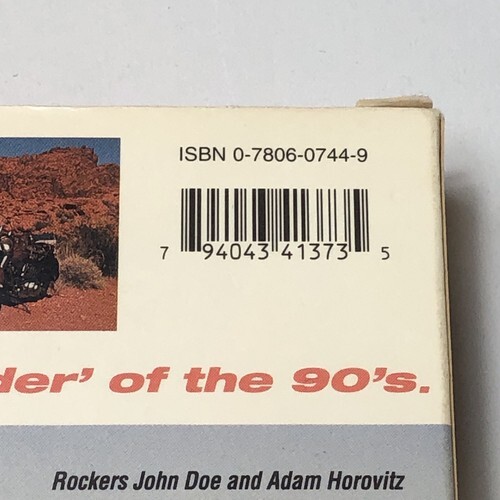 ISBN 0-7806-0744-9
7 94043 41373 5
der' of the 90's.
Rockers John Doe and Adam Horovitz